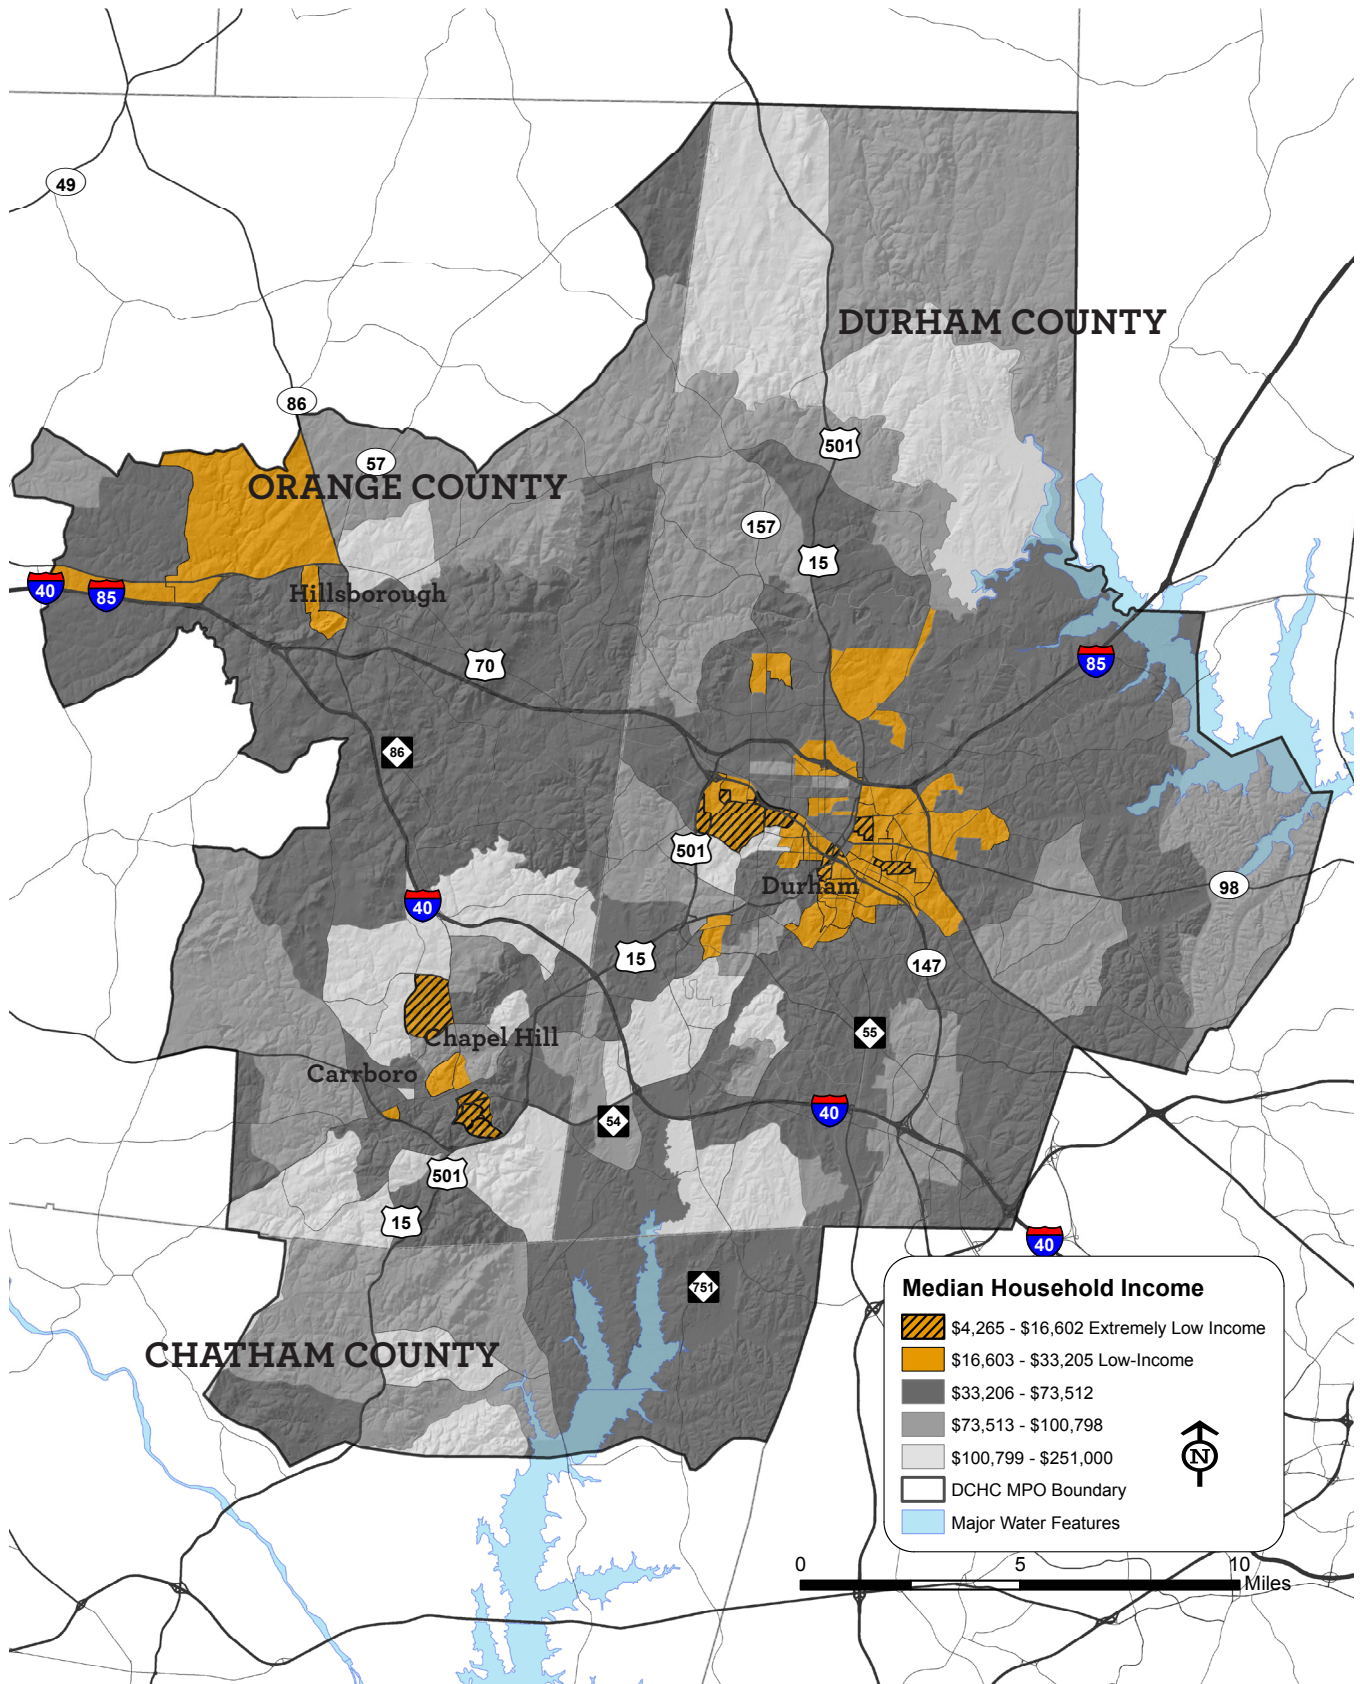 49
DURHAM COUNTY
86
501
57
ORANGE COUNTY
157
15
40
85
Hillsborough
70
85
86
501
Durham
98
40
15
147
Chapel Hill
55
Carrboro
40
54
501
15
40
751
CHATHAM COUNTY
Median Household Income
$4,265 - $16,602 Extremely Low Income
$16,603 - $33,205 Low-Income
$33,206 - $73,512
$73,513 - $100,798
$100,799 - $251,000
DCHC MPO Boundary
Major Water Features
N
0 5 10
Miles